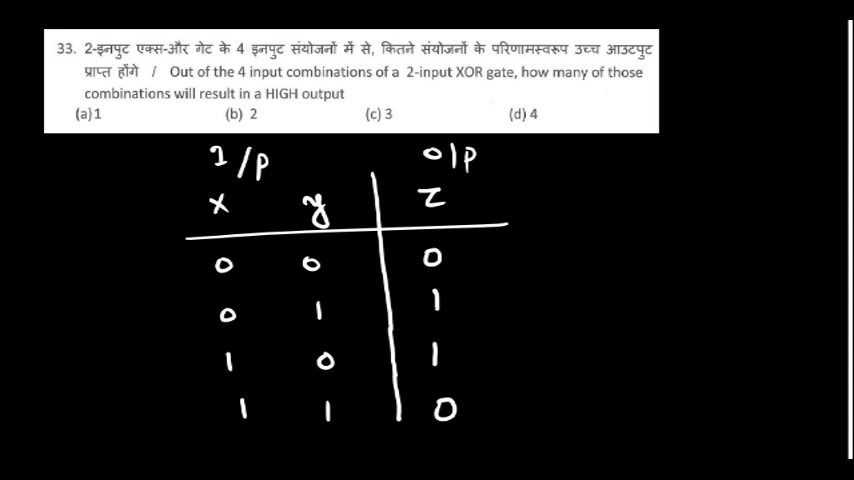 33. 2-इनपुट एक्स-और गेट के 4 इनपुट संयोजनों में से, कितने संयोजनों के परिणामस्वरूप उच्च आउटपुट
प्राप्त होंगे / Out of the 4 input combinations of a 2-input XOR gate, how many of those
combinations will result in a HIGH output
(a)1 (b) 2 (c) 3 (d) 4
I/P O/P
x y z
0 0 0
0 1 1
1 0 1
1 1 0